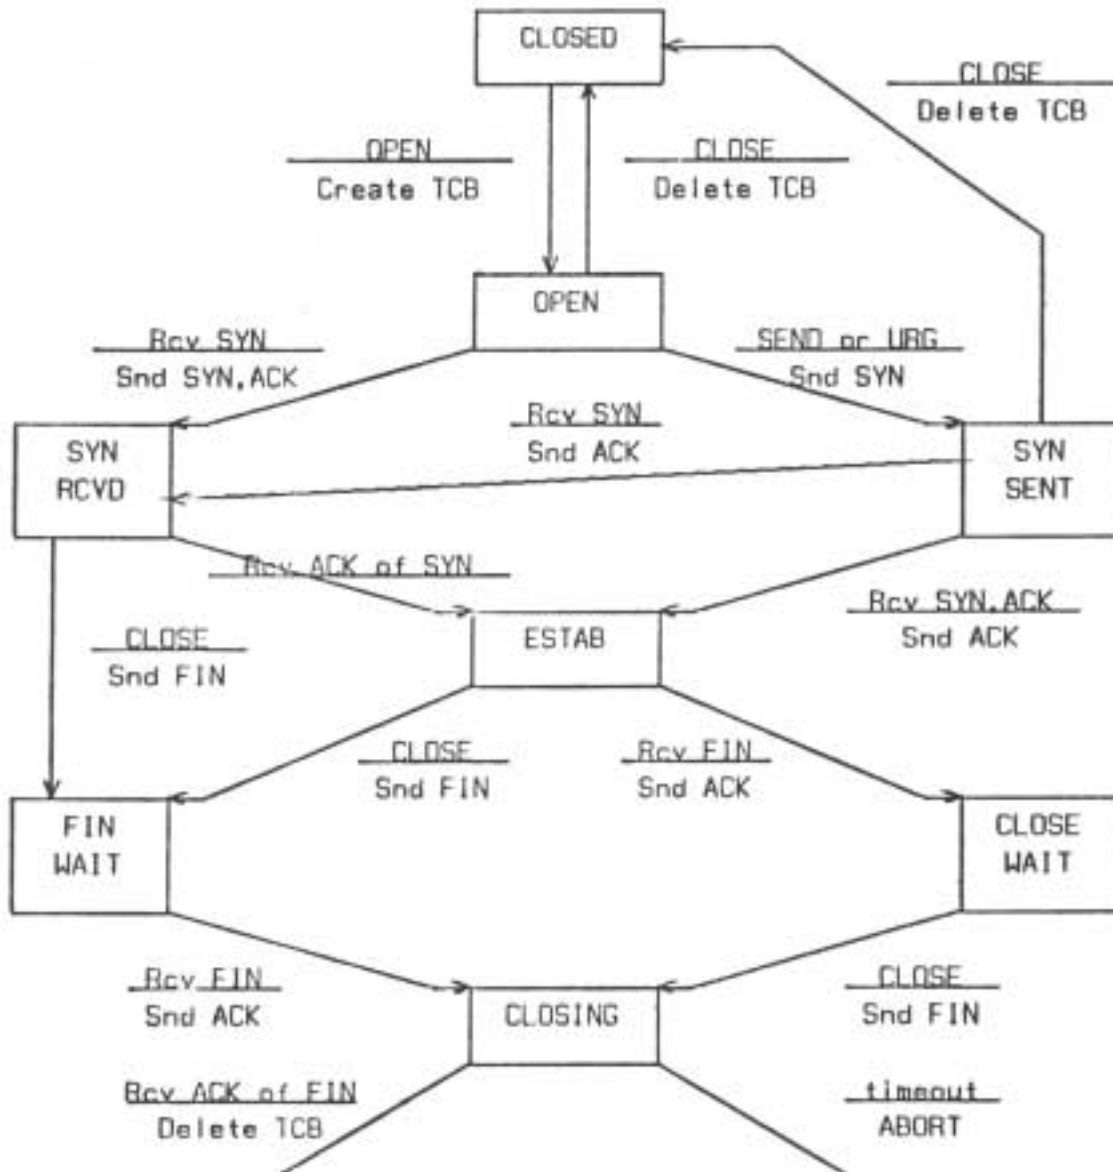 CLOSED
CLOSE
Delete TCB
OPEN
Create TCB
CLOSE
Delete TCB
OPEN
Rcv SYN
Snd SYN,ACK
SEND or URG
Snd SYN
Rcv SYN
Snd ACK
SYN
RCVD
SYN
SENT
Rcv ACK of SYN
Rcv SYN,ACK
Snd ACK
ESTAB
CLOSE
Snd FIN
CLOSE
Snd FIN
Rcv FIN
Snd ACK
FIN
WAIT
CLOSE
WAIT
Rcv FIN
Snd ACK
CLOSE
Snd FIN
CLOSING
Rcv ACK of FIN
Delete TCB
timeout
ABORT